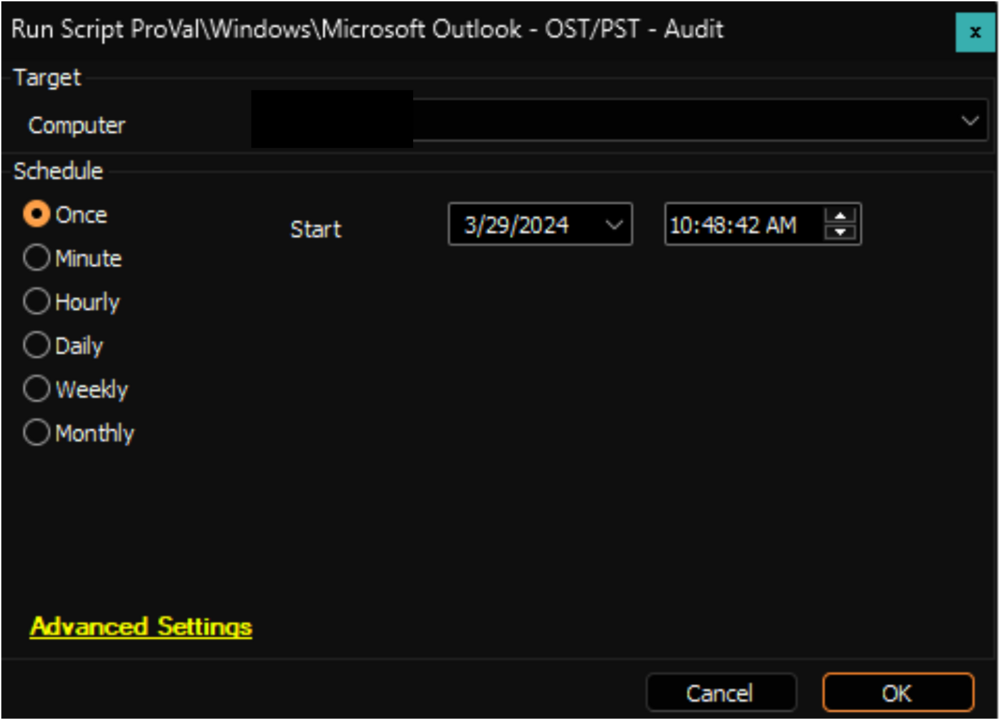 Run Script ProVal\Windows\Microsoft Outlook - OST/PST - Audit
x
Target
Computer
Schedule
Once
Start
3/29/2024
10:48:42 AM
Minute
Hourly
Daily
Weekly
Monthly
Advanced Settings
Cancel
OK